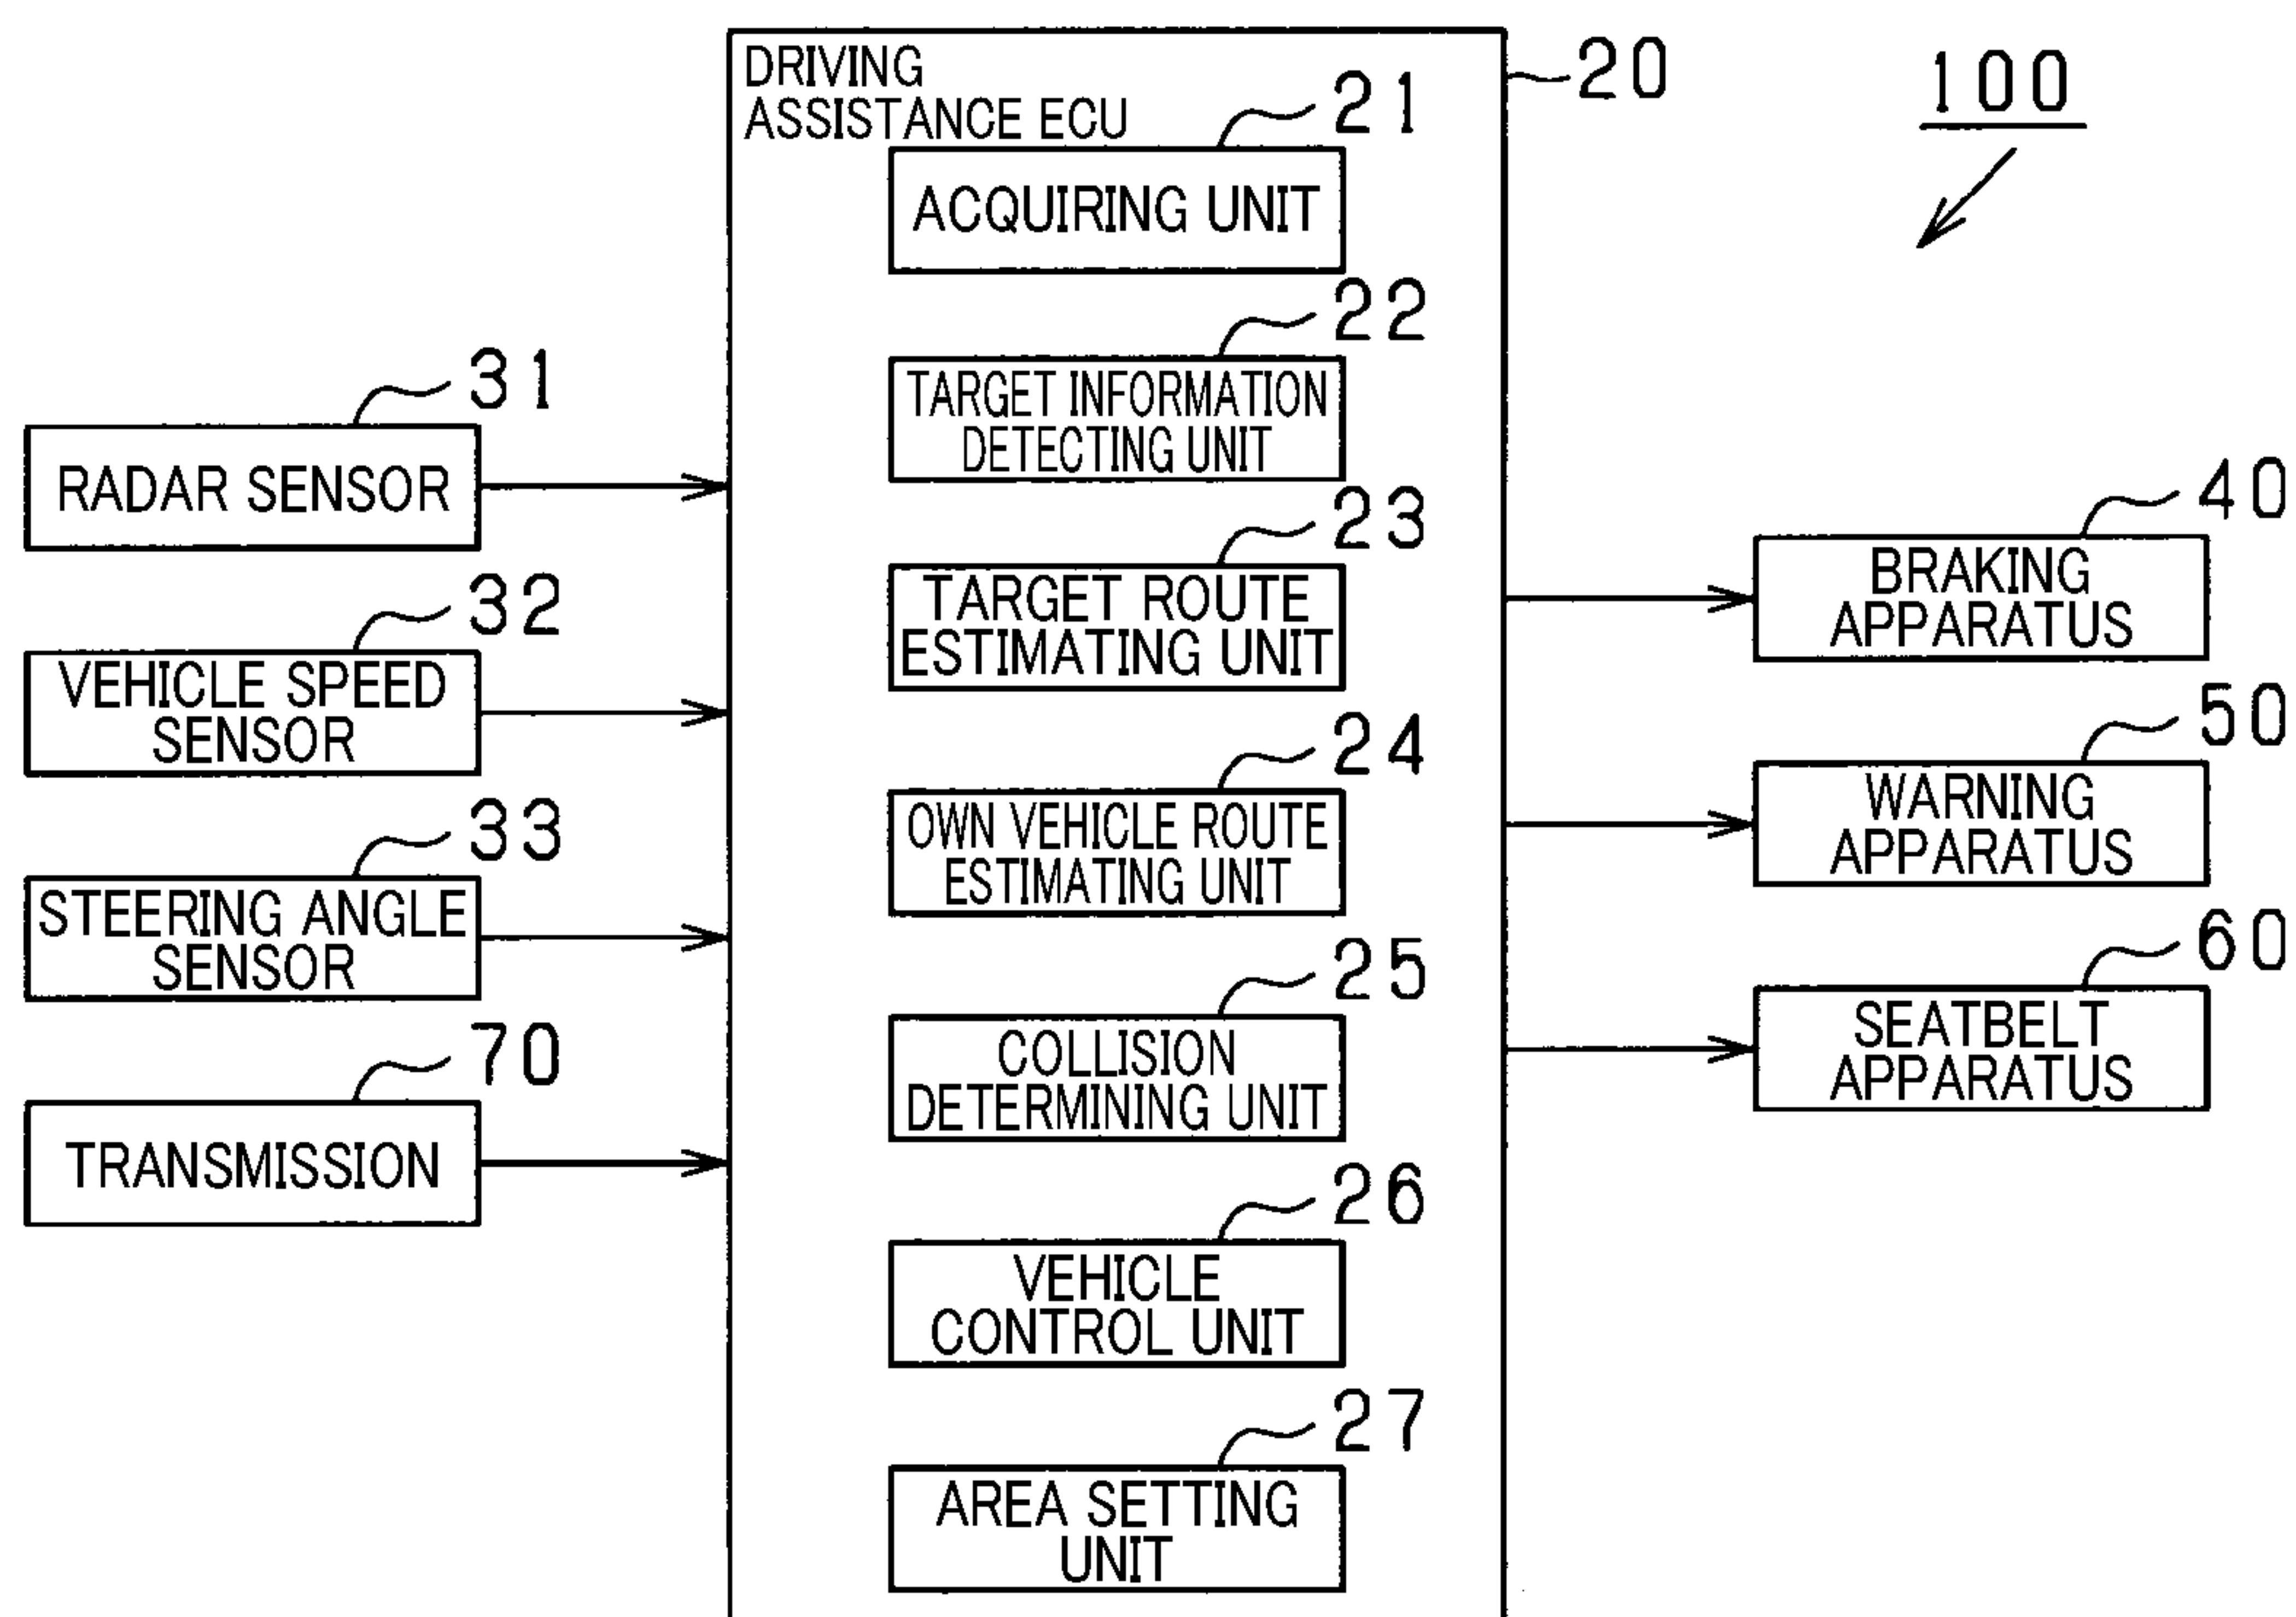 DRIVING
ASSISTANCE ECU
20
100
21
ACQUIRING UNIT
22
TARGET INFORMATION
DETECTING UNIT
31
RADAR SENSOR
23
TARGET ROUTE
ESTIMATING UNIT
40
BRAKING
APPARATUS
32
VEHICLE SPEED
SENSOR
24
OWN VEHICLE ROUTE
ESTIMATING UNIT
50
WARNING
APPARATUS
33
STEERING ANGLE
SENSOR
25
COLLISION
DETERMINING UNIT
60
SEATBELT
APPARATUS
70
TRANSMISSION
26
VEHICLE
CONTROL UNIT
27
AREA SETTING
UNIT